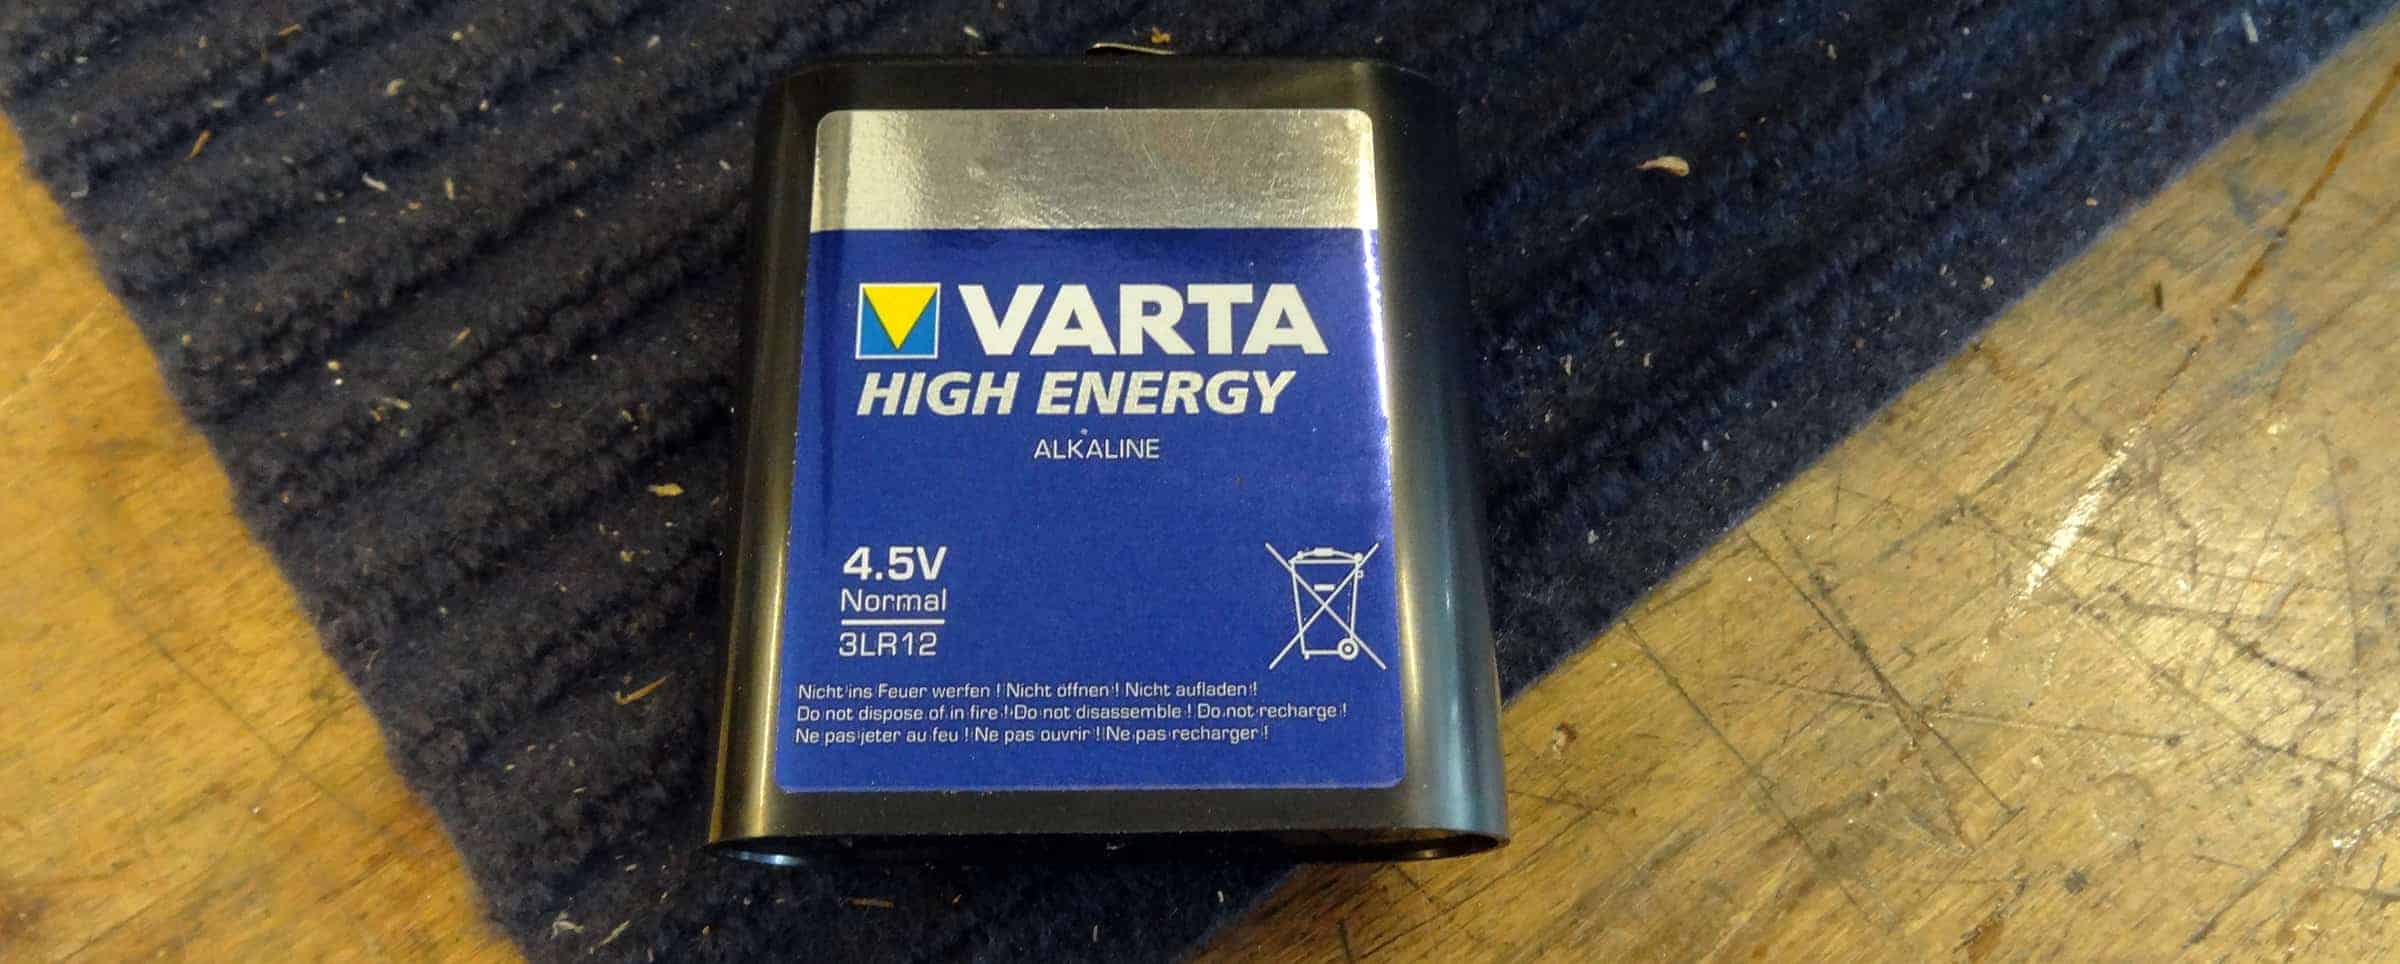 VARTA
HIGH ENERGY
ALKALINE
4.5V
Normal
3LR12
Nicht ins Feuer werfen ! Nicht öffnen ! Nicht aufladen !
Do not dispose of in fire ! Do not disassemble ! Do not recharge !
Ne pas jeter au feu ! Ne pas ouvrir ! Ne pas recharger !